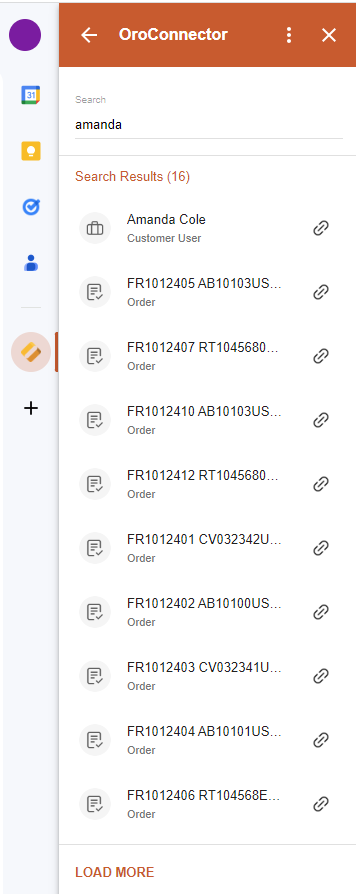 OroConnector
31
Search
amanda
Search Results (16)
Amanda Cole
Customer User
FR1012405 AB10103US...
Order
FR1012407 RT1045680...
Order
FR1012410 AB10103US...
Order
FR1012412 RT1045680...
Order
FR1012401 CV032342U...
Order
FR1012402 AB10100US...
Order
FR1012403 CV032341U...
Order
FR1012404 AB10101US...
Order
FR1012406 RT104568E...
Order
LOAD MORE